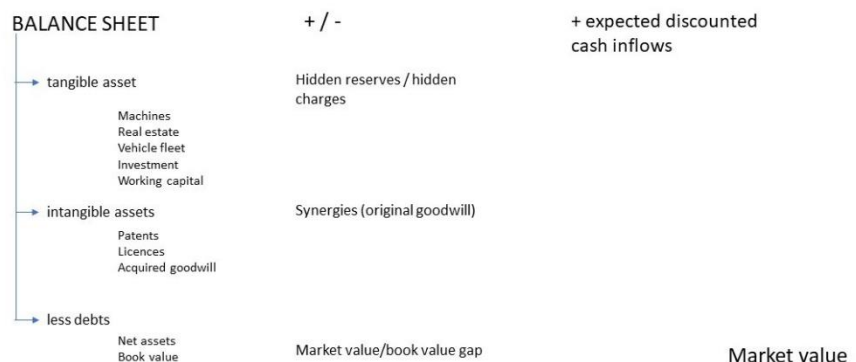 BALANCE SHEET
+ / -
+ expected discounted
cash inflows
tangible asset
Hidden reserves / hidden
charges
Machines
Real estate
Vehicle fleet
Investment
Working capital
intangible assets
Synergies (original goodwill)
Patents
Licences
Acquired goodwill
less debts
Net assets
Book value
Market value/book value gap
Market value